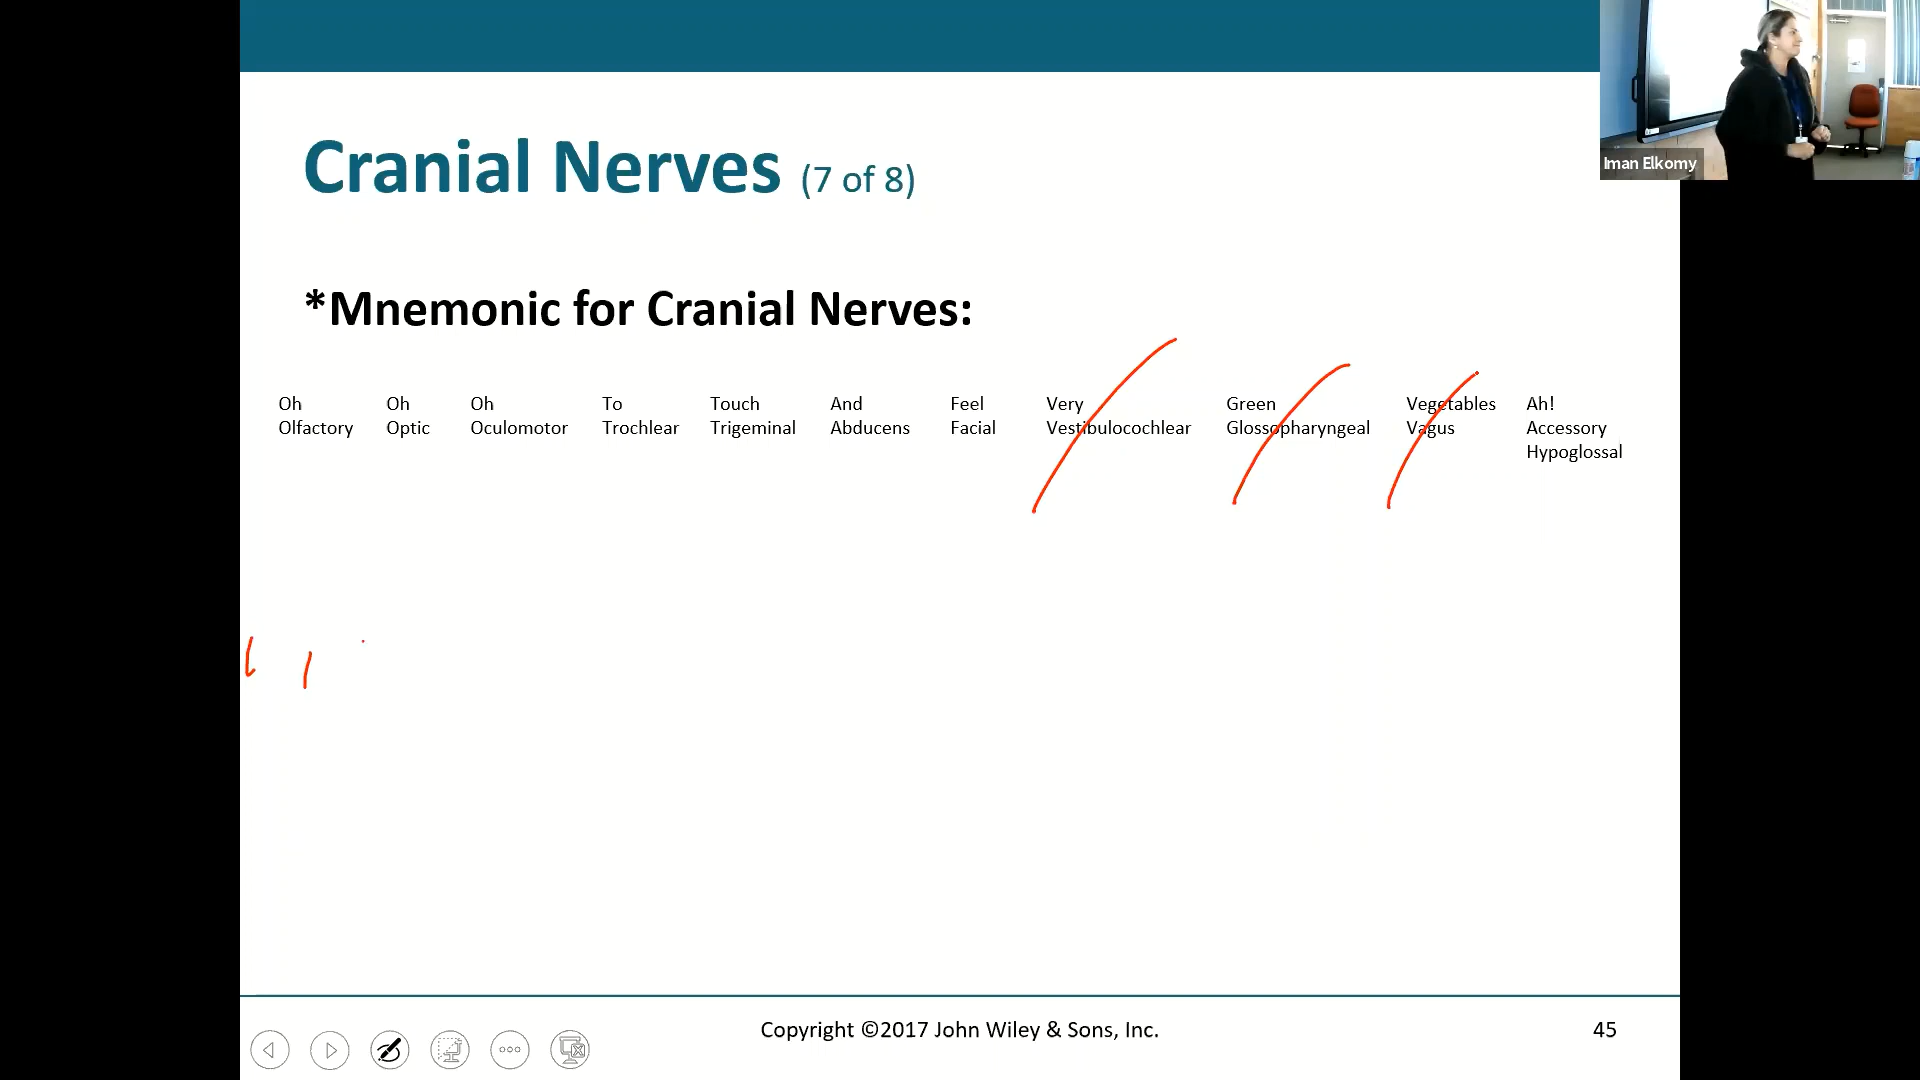 Cranial Nerves (7 of 8)
Iman Elkomy
*Mnemonic for Cranial Nerves:
Oh Oh Oh To Touch And Feel Very Green Vegetables Ah!
Olfactory Optic Oculomotor Trochlear Trigeminal Abducens Facial Vestibulocochlear Glossopharyngeal Vagus Accessory
Hypoglossal
Copyright ©2017 John Wiley & Sons, Inc. 45